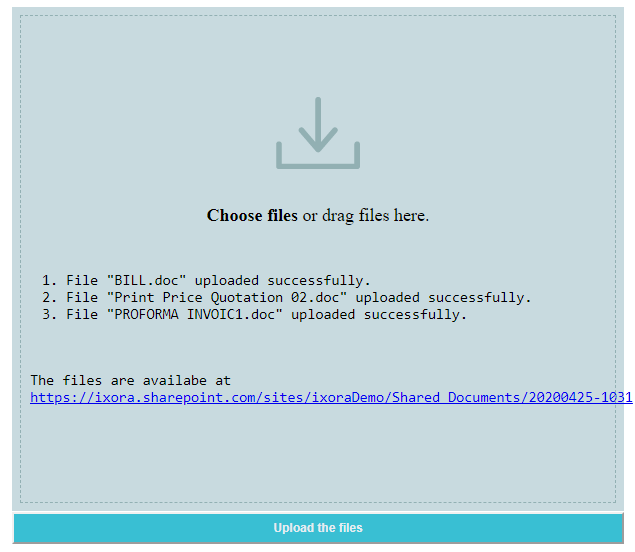 Choose files or drag files here.
1. File "BILL.doc" uploaded successfully.
2. File "Print Price Quotation 02.doc" uploaded successfully.
3. File "PROFORMA INVOIC1.doc" uploaded successfully.
The files are availabe at
https://ixora.sharepoint.com/sites/ixoraDemo/Shared Documents/20200425-1031
Upload the files